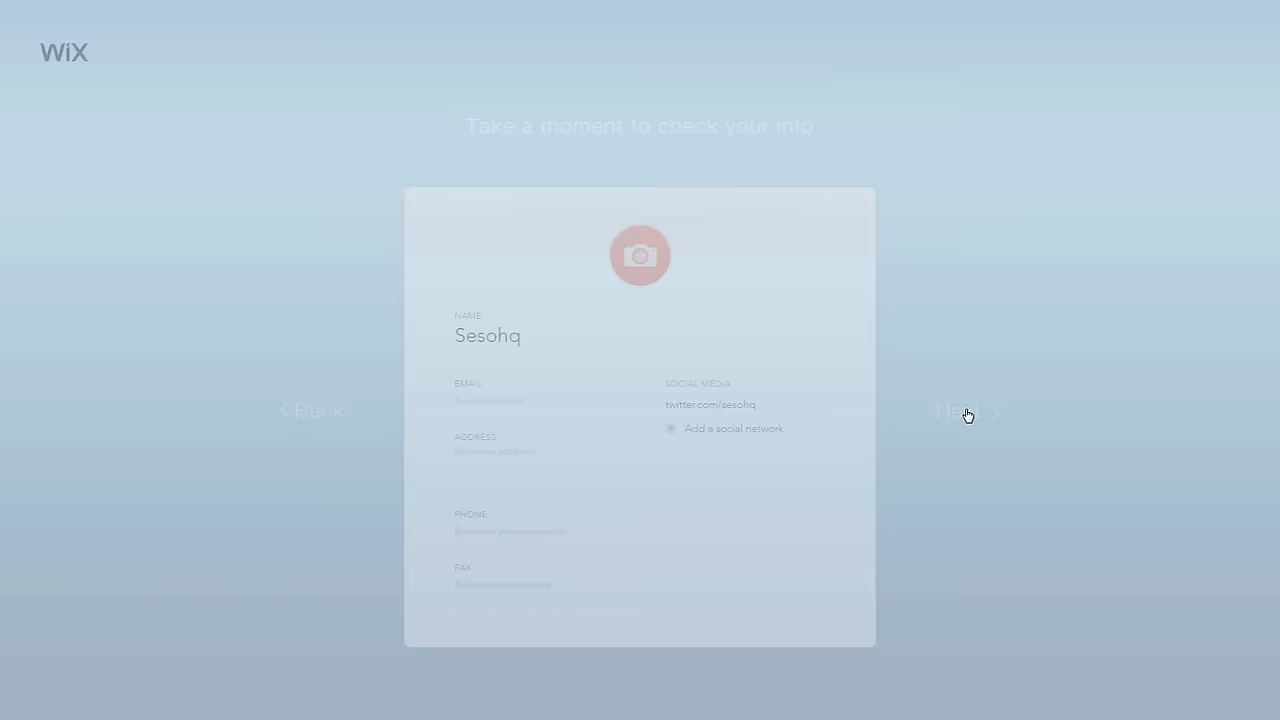 WiX
Take a moment to check your info
NAME
Sesohq
EMAIL
SOCIAL MEDIA
twitter.com/sesohq
Add a social network
ADDRESS
PHONE
FAX
< Back
Next >